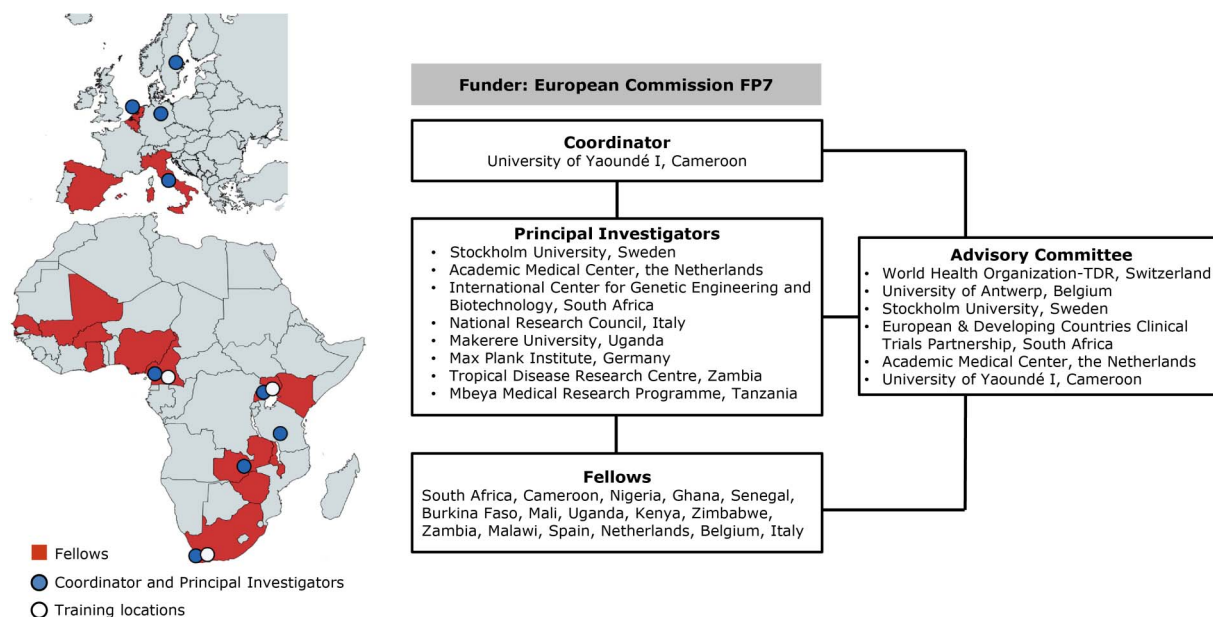 Funder: European Commission FP7
Coordinator
University of Yaoundé I, Cameroon
Principal Investigators
• Stockholm University, Sweden
• Academic Medical Center, the Netherlands
• International Center for Genetic Engineering and
Biotechnology, South Africa
• National Research Council, Italy
• Makerere University, Uganda
• Max Plank Institute, Germany
• Tropical Disease Research Centre, Zambia
• Mbeya Medical Research Programme, Tanzania
Advisory Committee
• World Health Organization-TDR, Switzerland
• University of Antwerp, Belgium
• Stockholm University, Sweden
• European & Developing Countries Clinical
Trials Partnership, South Africa
• Academic Medical Center, the Netherlands
• University of Yaoundé I, Cameroon
Fellows
South Africa, Cameroon, Nigeria, Ghana, Senegal,
Burkina Faso, Mali, Uganda, Kenya, Zimbabwe,
Zambia, Malawi, Spain, Netherlands, Belgium, Italy
Fellows
Coordinator and Principal Investigators
Training locations